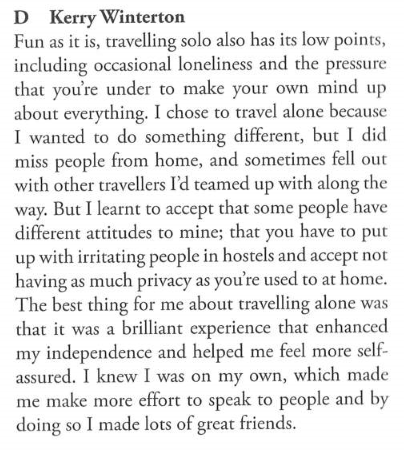 D Kerry Winterton
Fun as it is, travelling solo also has its low points,
including occasional loneliness and the pressure
that you're under to make your own mind up
about everything. I chose to travel alone because
I wanted to do something different, but I did
miss people from home, and sometimes fell out
with other travellers I'd teamed up with along the
way. But I learnt to accept that some people have
different attitudes to mine; that you have to put
up with irritating people in hostels and accept not
having as much privacy as you're used to at home.
The best thing for me about travelling alone was
that it was a brilliant experience that enhanced
my independence and helped me feel more self-
assured. I knew I was on my own, which made
me make more effort to speak to people and by
doing so I made lots of great friends.